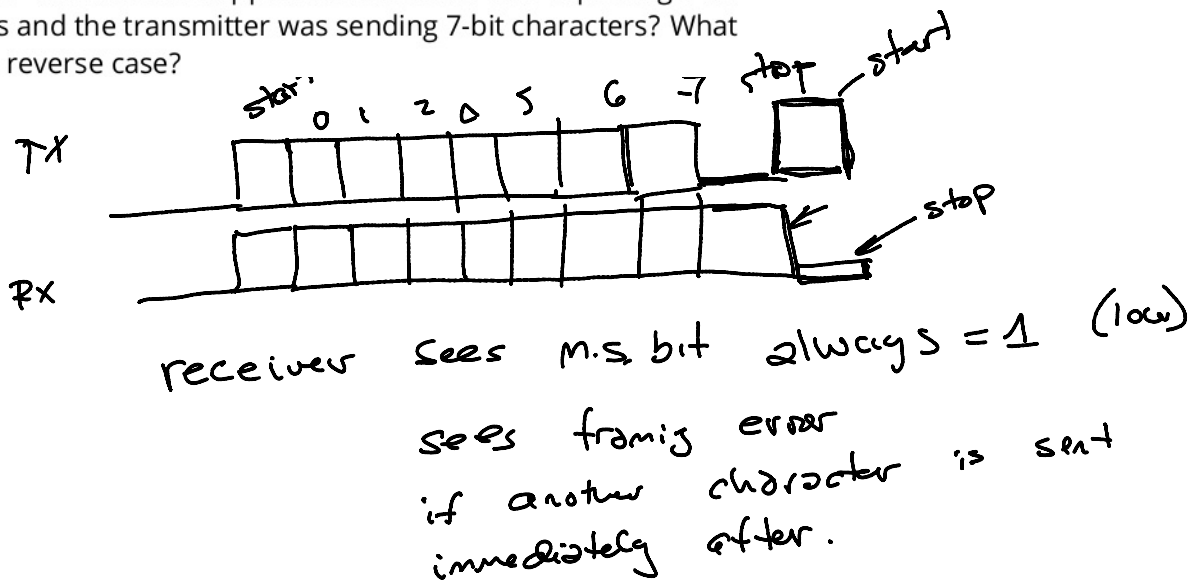 s and the transmitter was sending 7-bit characters? What
reverse case?
start
stop
start
TX
0 1 2 5 6 7
stop
RX
receiver sees m.s. bit always = 1 (low)
sees framig error
if another character is sent
immediately after.